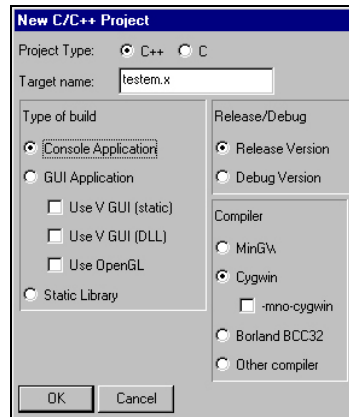 New C/C++ Project
Project Type: C++ C
Target name: testem.x
Type of build
Console Application
GUI Application
Use V GUI (static)
Use V GUI (DLL)
Use OpenGL
Static Library
Release/Debug
Release Version
Debug Version
Compiler
MinGW
Cygwin
-mno-cygwin
Borland BCC32
Other compiler
OK Cancel